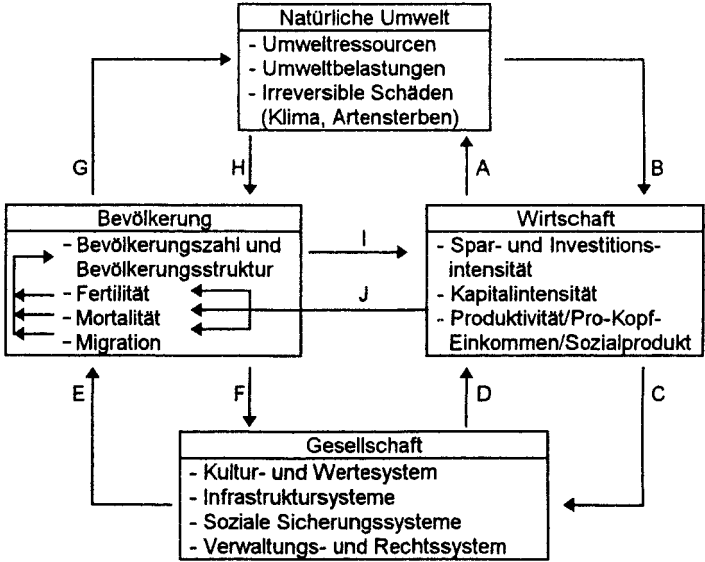 Natürliche Umwelt
- Umweltressourcen
- Umweltbelastungen
- Irreversible Schäden
(Klima, Artensterben)
G
H
A
B
Bevölkerung
- Bevölkerungszahl und
Bevölkerungsstruktur
- Fertilität
- Mortalität
- Migration
I
J
Wirtschaft
- Spar- und Investitions-
intensität
- Kapitalintensität
- Produktivität/Pro-Kopf-
Einkommen/Sozialprodukt
E
F
D
C
Gesellschaft
- Kultur- und Wertesystem
- Infrastruktursysteme
- Soziale Sicherungssysteme
- Verwaltungs- und Rechtssystem